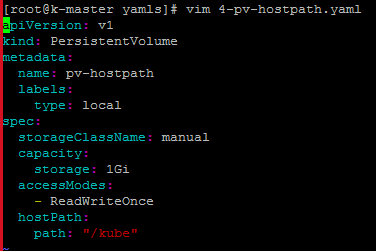 [root@k-master yamls]# vim 4-pv-hostpath.yaml
apiVersion: v1
kind: PersistentVolume
metadata:
  name: pv-hostpath
  labels:
    type: local
spec:
  storageClassName: manual
  capacity:
    storage: 1Gi
  accessModes:
    - ReadWriteOnce
  hostPath:
    path: "/kube"
~